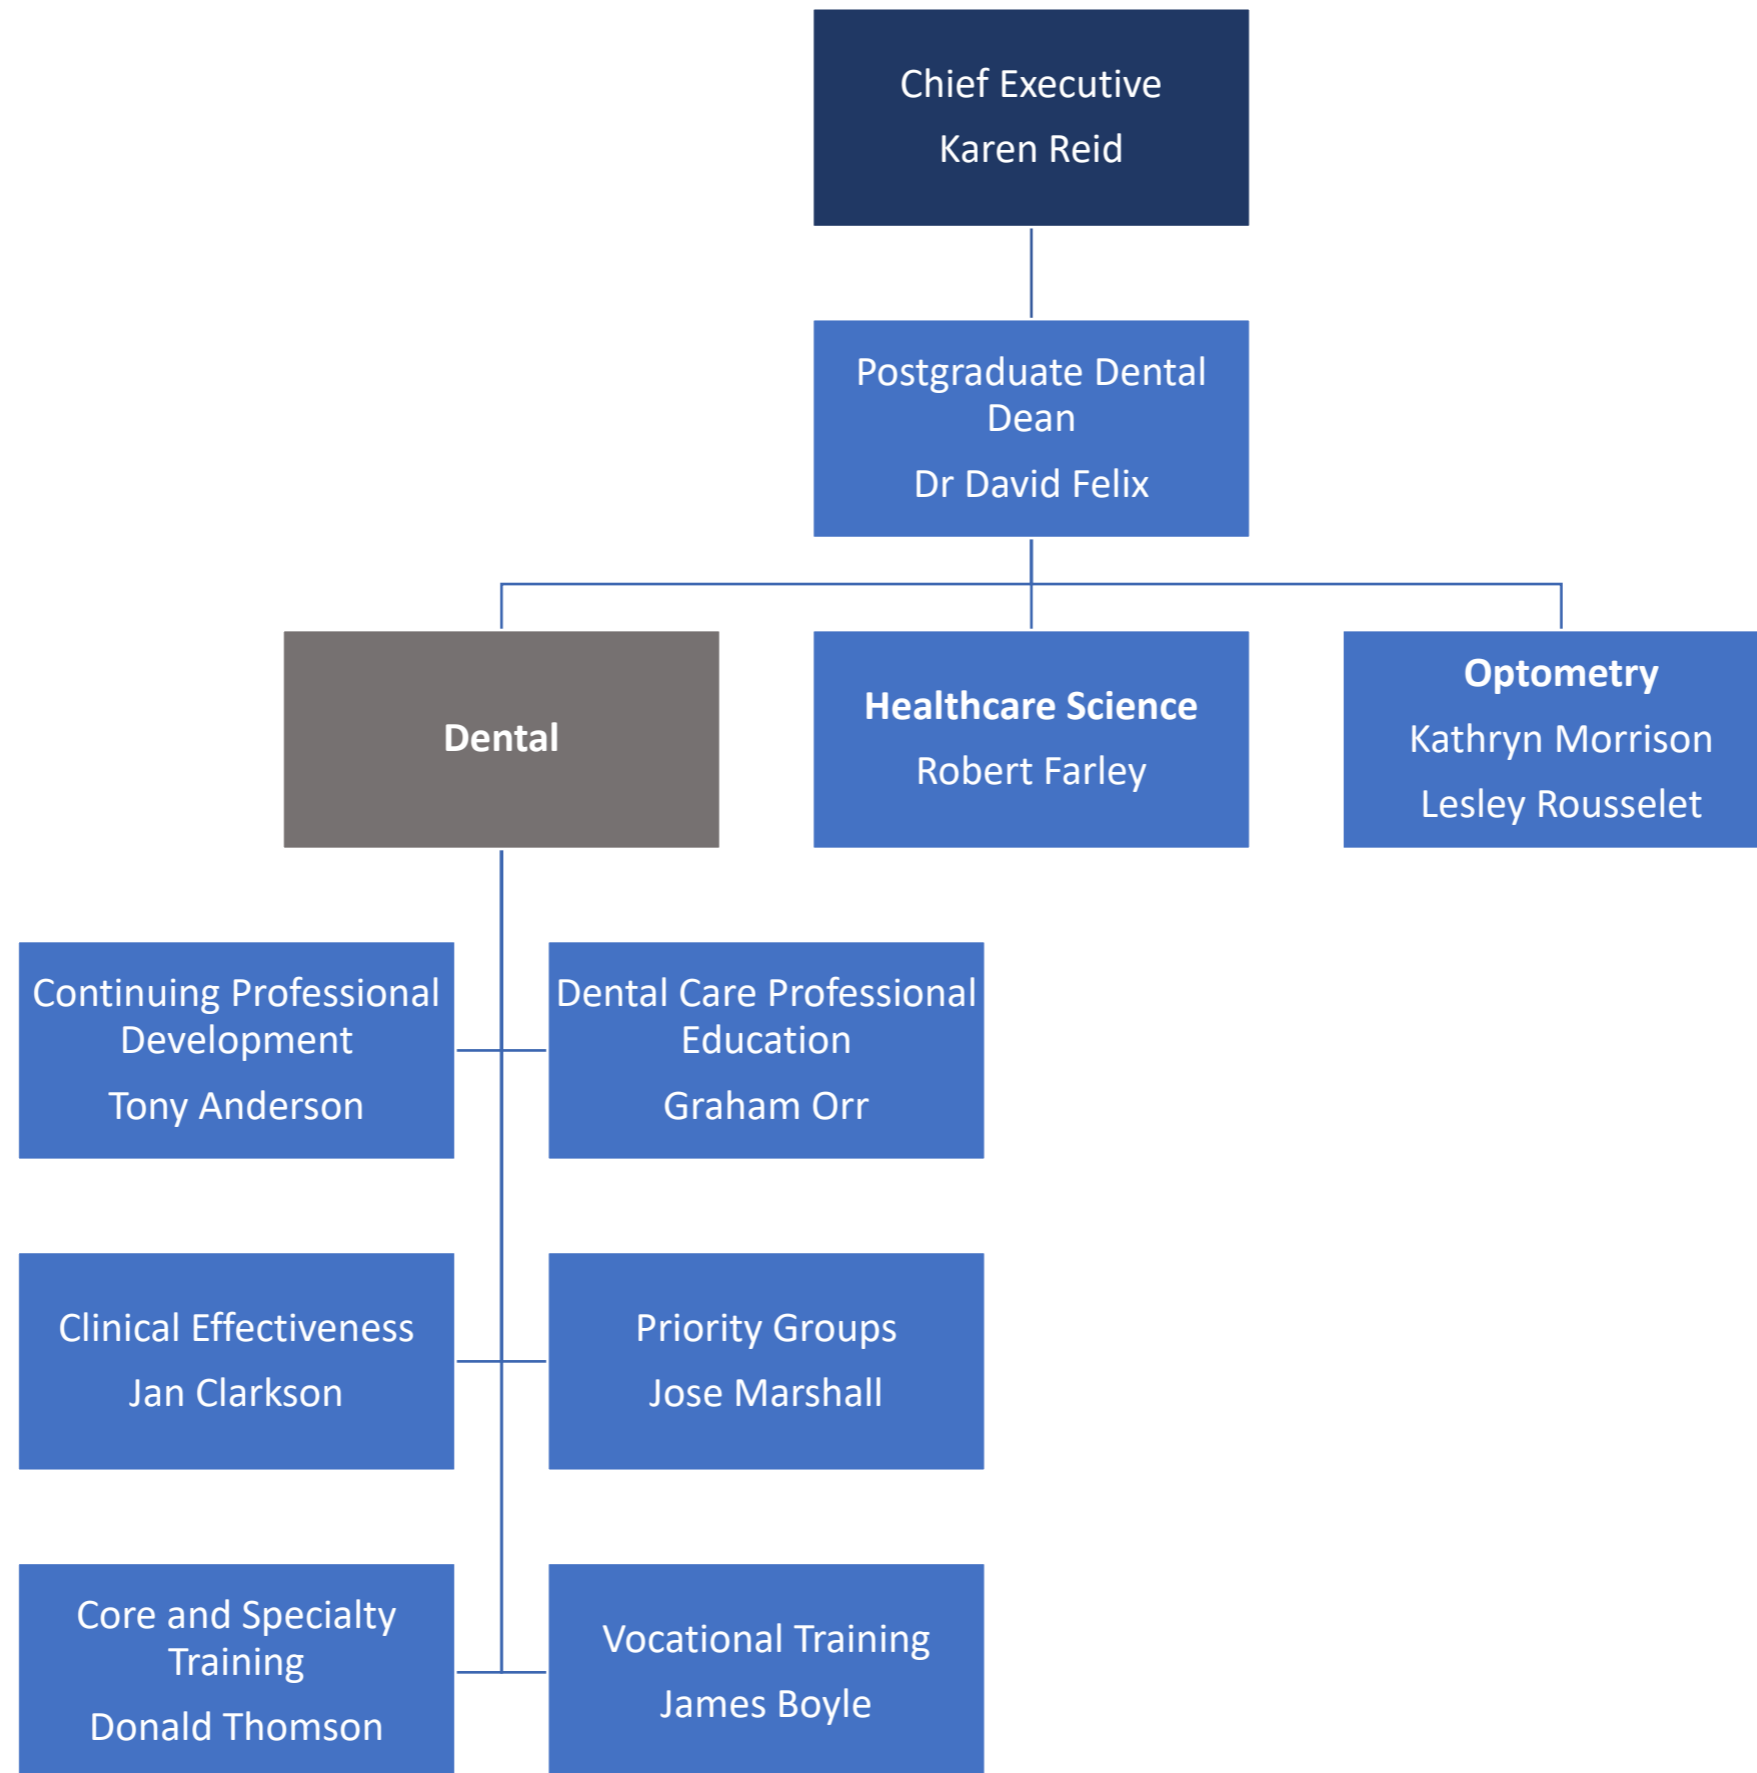 Chief Executive
Karen Reid
Postgraduate Dental
Dean
Dr David Felix
Dental
Healthcare Science
Robert Farley
Optometry
Kathryn Morrison
Lesley Rousselet
Continuing Professional
Development
Tony Anderson
Dental Care Professional
Education
Graham Orr
Clinical Effectiveness
Jan Clarkson
Priority Groups
Jose Marshall
Core and Specialty
Training
Donald Thomson
Vocational Training
James Boyle